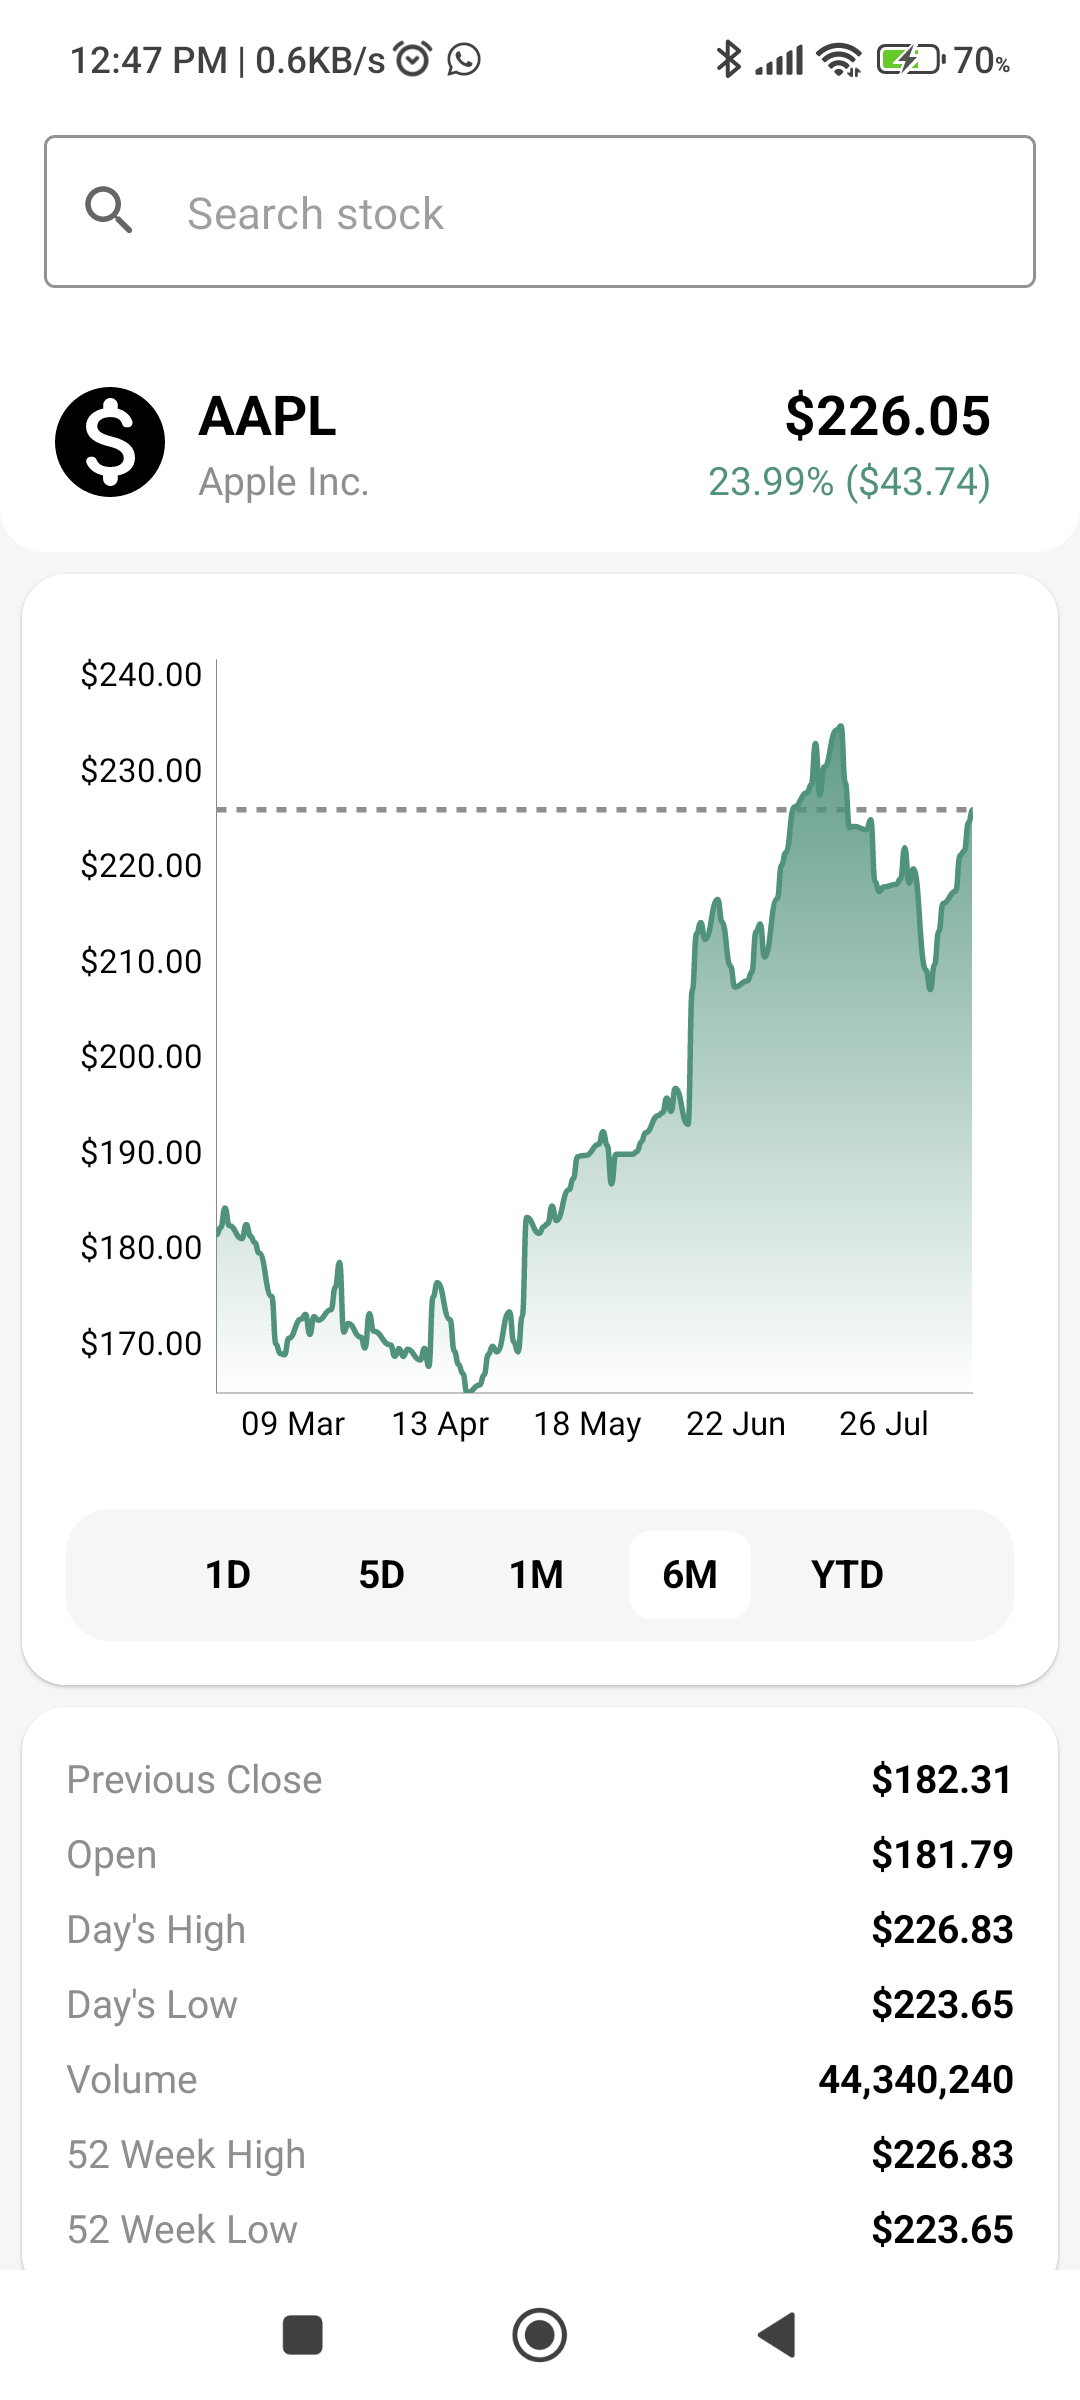 12:47 PM | 0.6KB/s 70%
Search stock
AAPL $226.05
Apple Inc. 23.99% ($43.74)
$240.00
$230.00
$220.00
$210.00
$200.00
$190.00
$180.00
$170.00
09 Mar 13 Apr 18 May 22 Jun 26 Jul
1D 5D 1M 6M YTD
Previous Close $182.31
Open $181.79
Day's High $226.83
Day's Low $223.65
Volume 44,340,240
52 Week High $226.83
52 Week Low $223.65